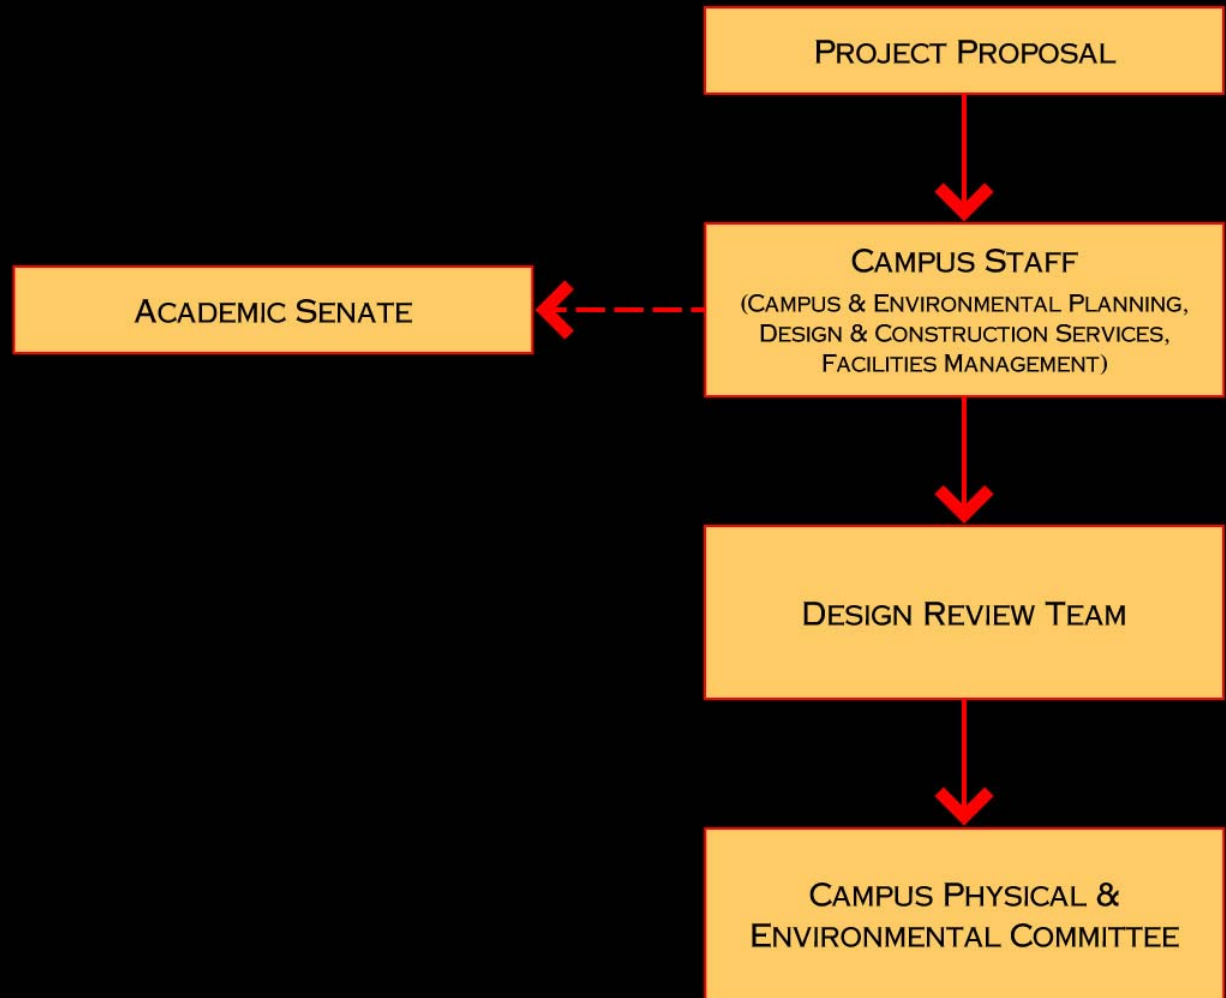 PROJECT PROPOSAL
CAMPUS STAFF
(CAMPUS & ENVIRONMENTAL PLANNING,
DESIGN & CONSTRUCTION SERVICES,
FACILITIES MANAGEMENT)
ACADEMIC SENATE
DESIGN REVIEW TEAM
CAMPUS PHYSICAL &
ENVIRONMENTAL COMMITTEE